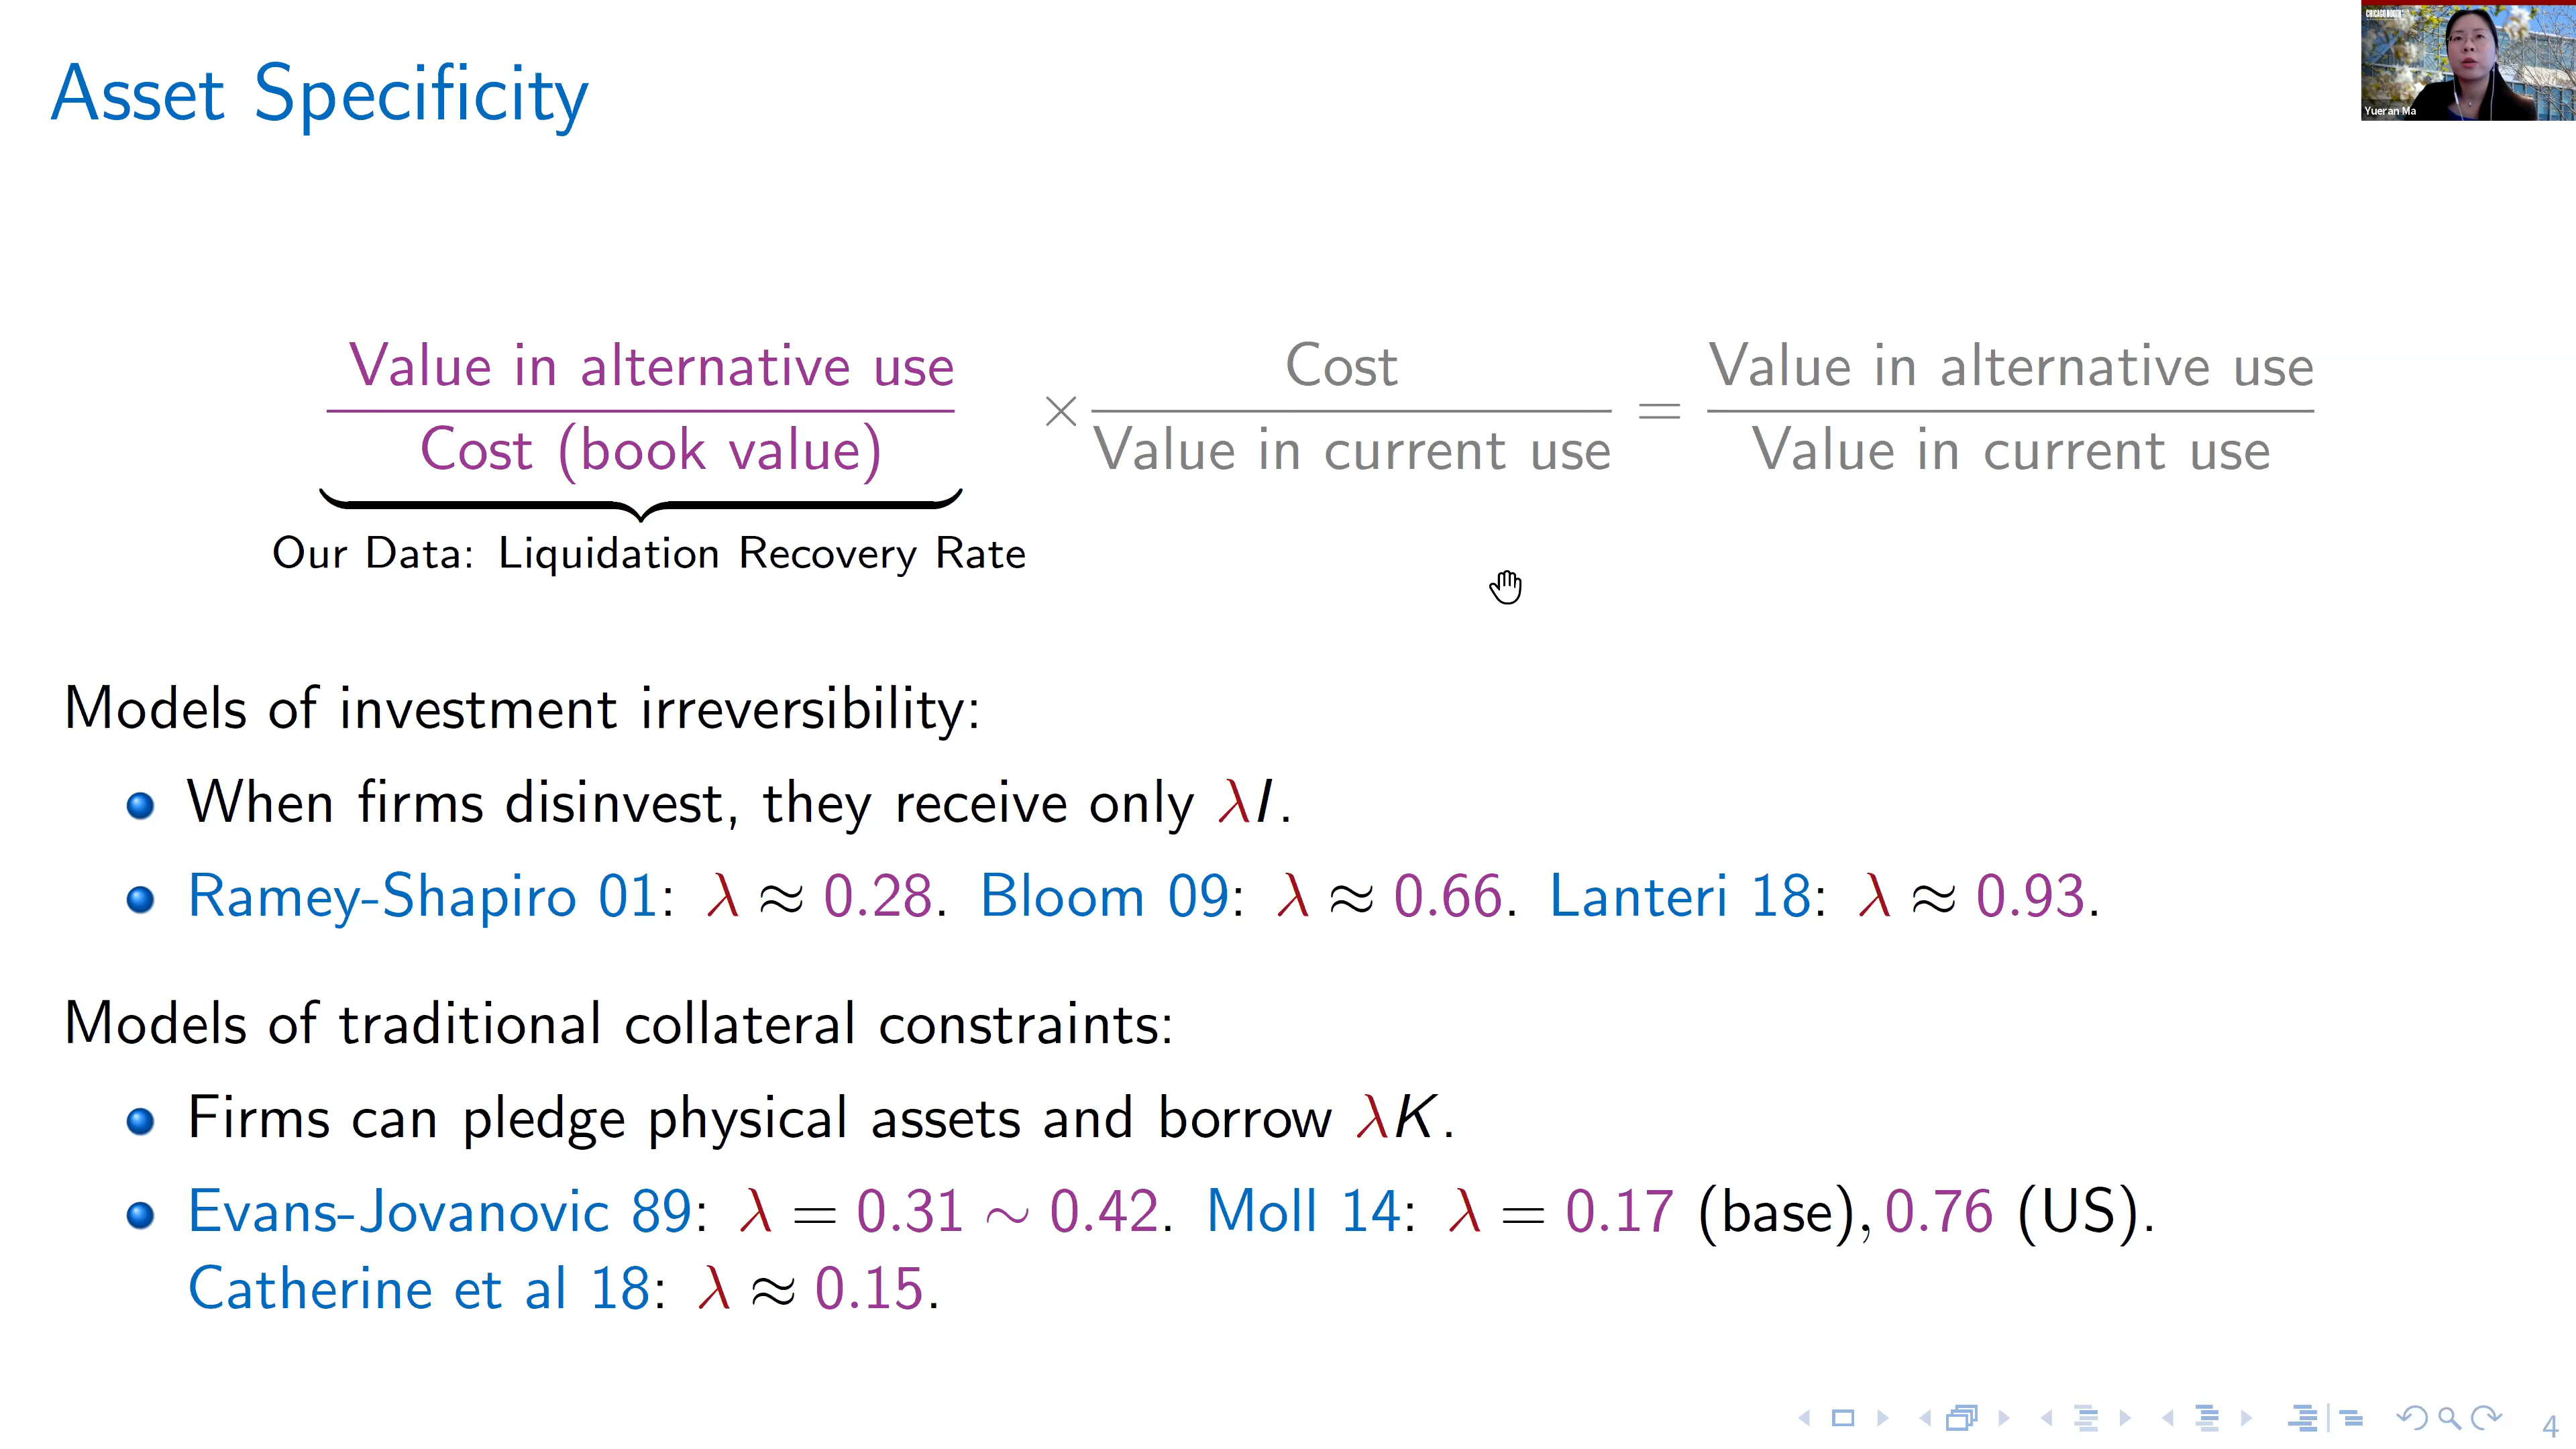 CHICAGO BOOTH
Yueran Ma
Asset Specificity
Value in alternative use / Cost (book value) × Cost / Value in current use = Value in alternative use / Value in current use
Our Data: Liquidation Recovery Rate
Models of investment irreversibility:
When firms disinvest, they receive only λI.
Ramey-Shapiro 01: λ ≈ 0.28. Bloom 09: λ ≈ 0.66. Lanteri 18: λ ≈ 0.93.
Models of traditional collateral constraints:
Firms can pledge physical assets and borrow λK.
Evans-Jovanovic 89: λ = 0.31 ∼ 0.42. Moll 14: λ = 0.17 (base), 0.76 (US).
Catherine et al 18: λ ≈ 0.15.
4